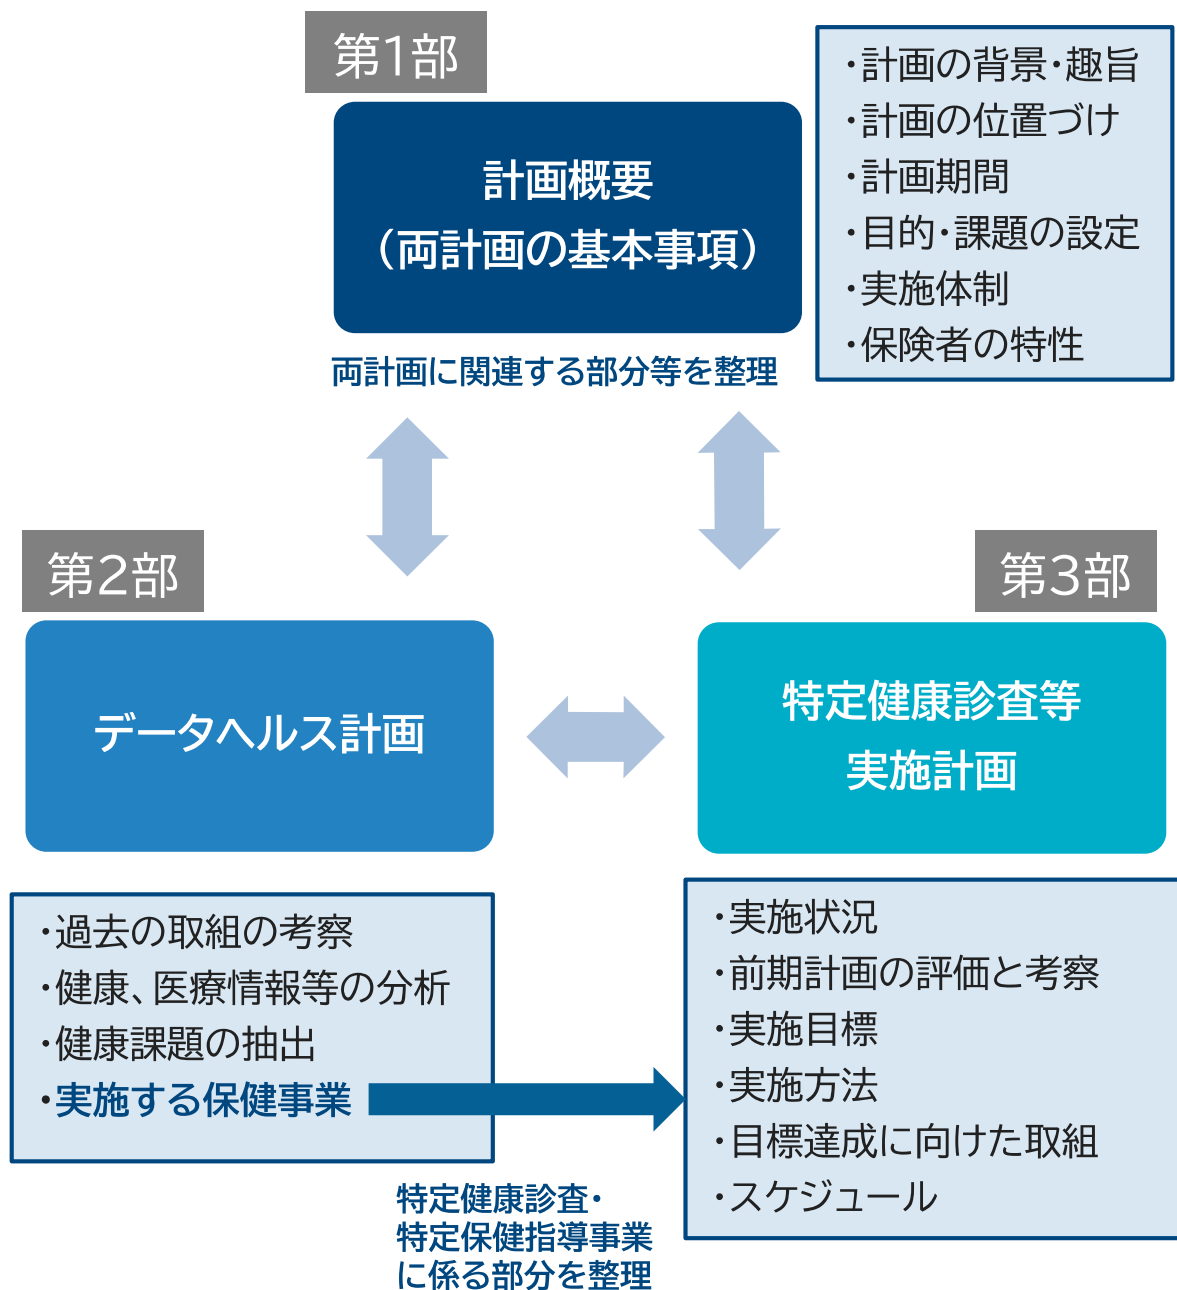 第1部
計画概要
（両計画の基本事項）
両計画に関連する部分等を整理
・計画の背景・趣旨
・計画の位置づけ
・計画期間
・目的・課題の設定
・実施体制
・保険者の特性
第2部
データヘルス計画
・過去の取組の考察
・健康、医療情報等の分析
・健康課題の抽出
・実施する保健事業
特定健康診査・
特定保健指導事業
に係る部分を整理
第3部
特定健康診査等
実施計画
・実施状況
・前期計画の評価と考察
・実施目標
・実施方法
・目標達成に向けた取組
・スケジュール